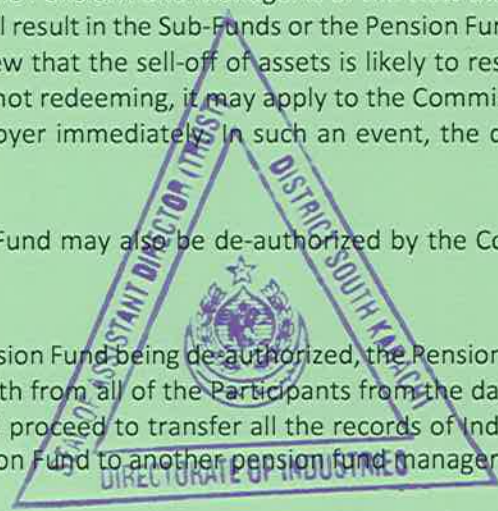 l result in the Sub-Funds or the Pension Fun
ew that the sell-off of assets is likely to res
not redeeming, it may apply to the Commi
oyer immediately. In such an event, the d
Fund may also be de-authorized by the Co
sion Fund being de-authorized, the Pension
th from all of the Participants from the da
proceed to transfer all the records of Ind
on Fund to another pension fund manager
SEAL OF ASSISTANT DIRECTOR (TRUST)
DISTRICT SOUTH KARACHI
DIRECTORATE OF INDUSTRIES